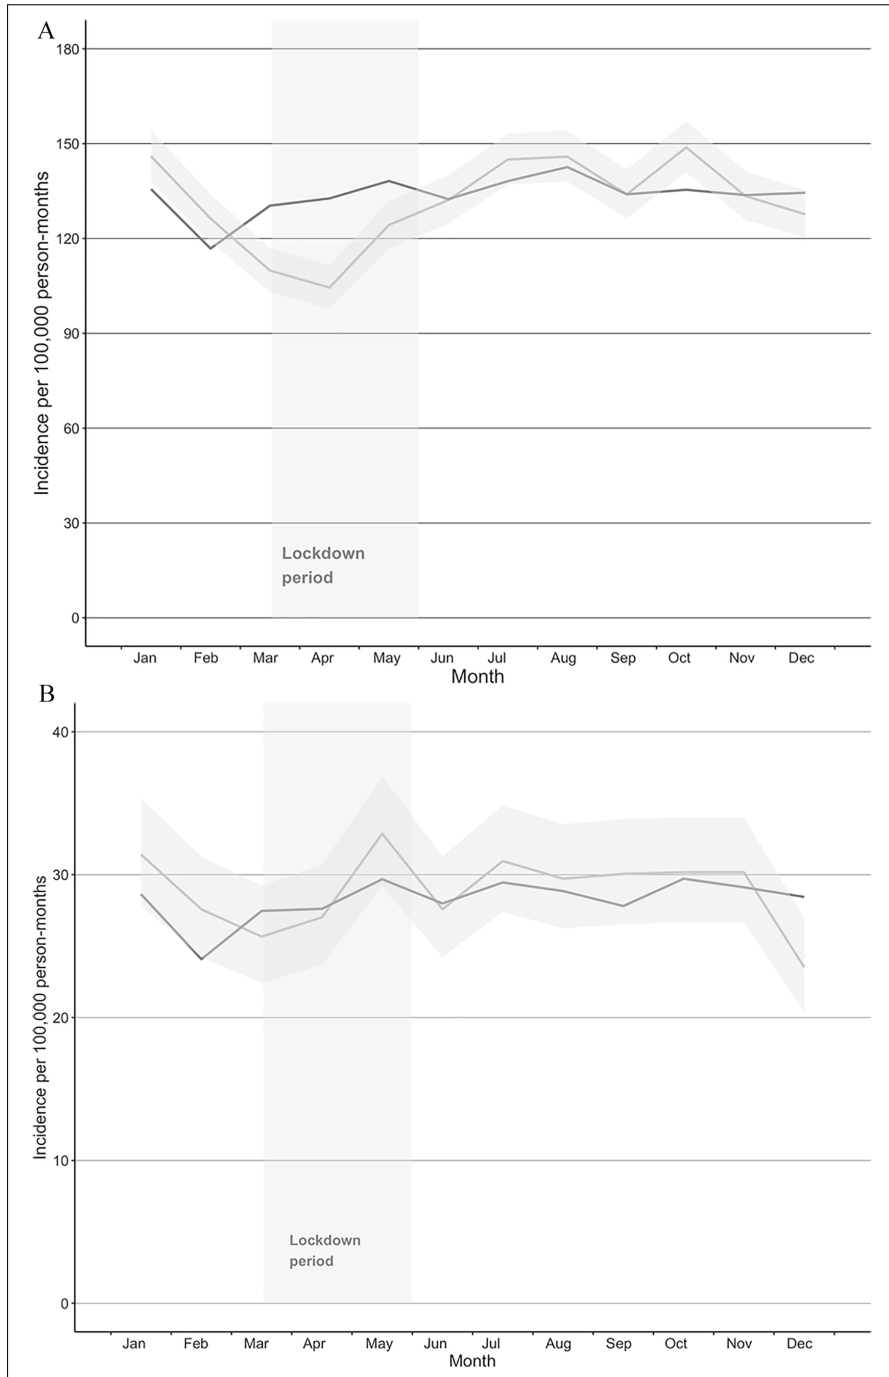 A
180
150
120
90
60
30
0
Incidence per 100,000 person-months
Lockdown
period
Jan Feb Mar Apr May Jun Jul Aug Sep Oct Nov Dec
Month
B
40
30
20
10
0
Incidence per 100,000 person-months
Lockdown
period
Jan Feb Mar Apr May Jun Jul Aug Sep Oct Nov Dec
Month